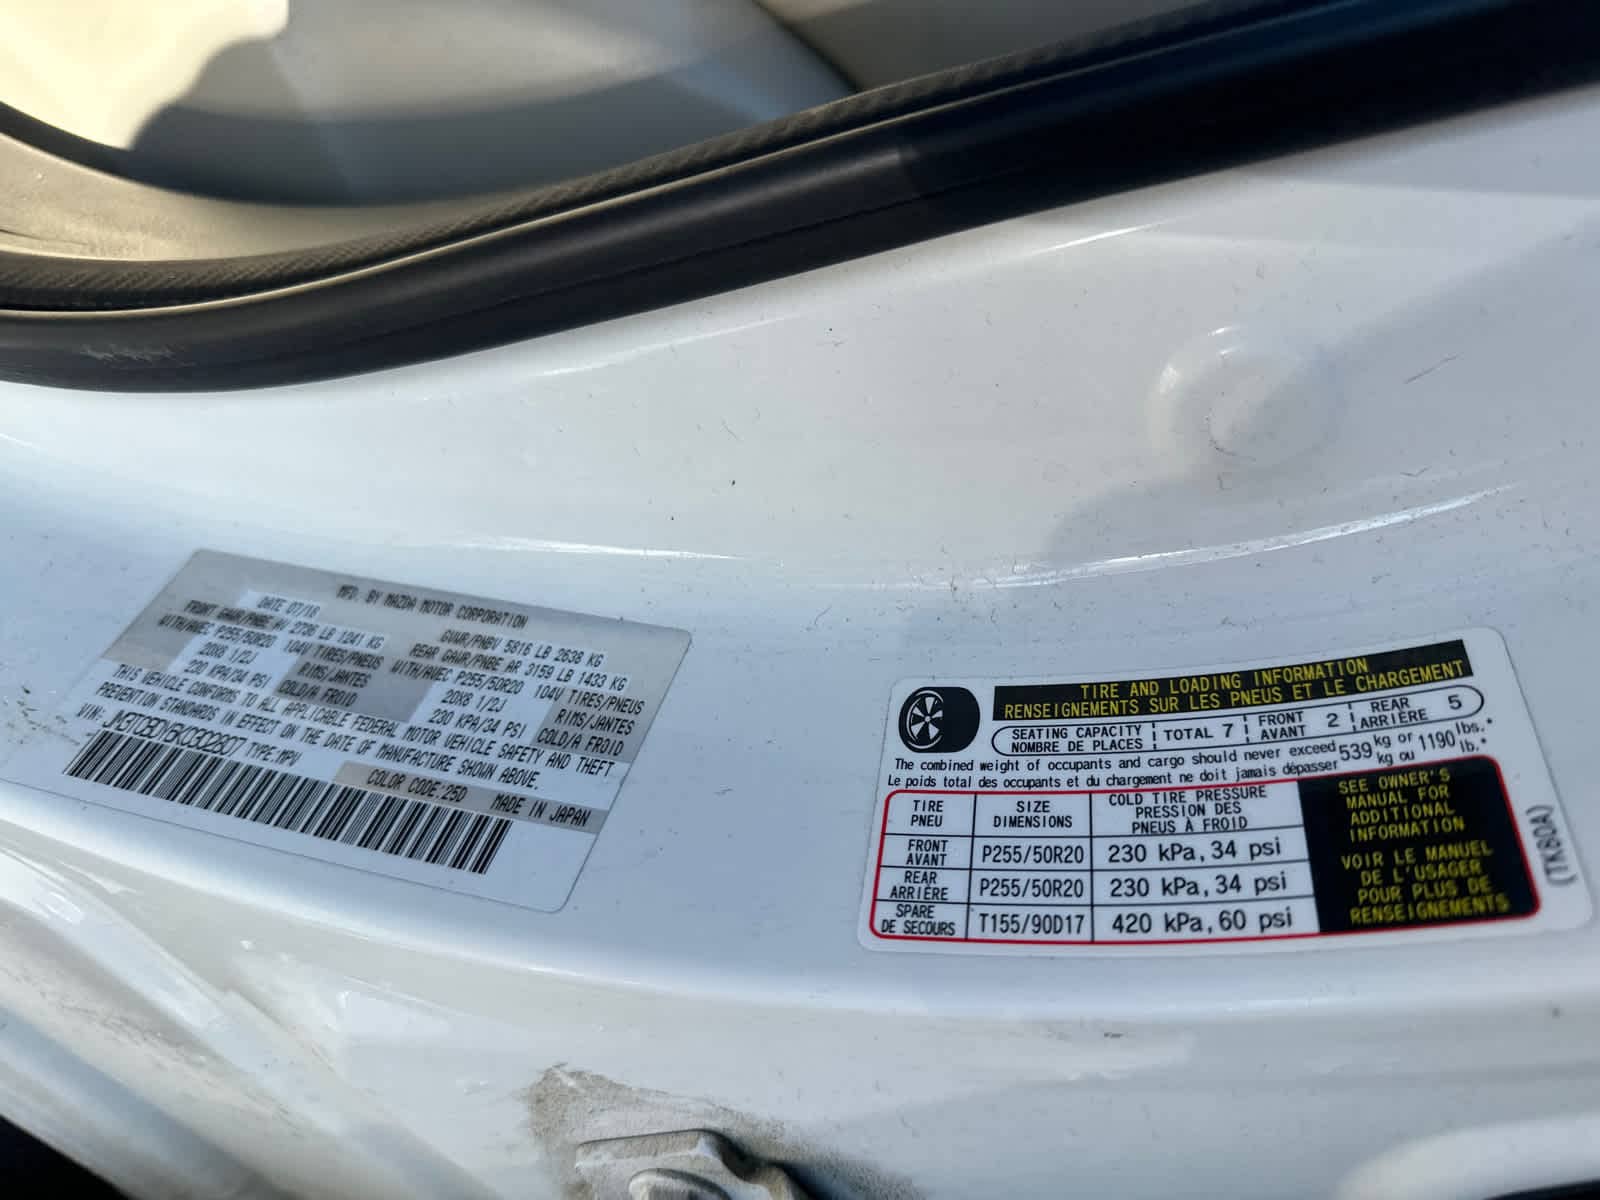 MFD. BY MAZDA MOTOR CORPORATION
DATE 07/18
GVWR/PNBV 5816 LB 2638 KG
FRONT GAWR/PNBE AV 2736 LB 1241 KG
WITH/AVEC P255/50R20 104V TIRES/PNEUS
20X8 1/2J RIMS/JANTES
230 KPA/34 PSI COLD/A FROID
REAR GAWR/PNBE AR 3159 LB 1433 KG
WITH/AVEC P255/50R20 104V TIRES/PNEUS
20X8 1/2J RIMS/JANTES
230 KPA/34 PSI COLD/A FROID
THIS VEHICLE CONFORMS TO ALL APPLICABLE FEDERAL MOTOR VEHICLE SAFETY AND THEFT
PREVENTION STANDARDS IN EFFECT ON THE DATE OF MANUFACTURE SHOWN ABOVE.
VIN: TYPE:MPV
COLOR CODE:25D MADE IN JAPAN
TIRE AND LOADING INFORMATION
RENSEIGNEMENTS SUR LES PNEUS ET LE CHARGEMENT
SEATING CAPACITY
NOMBRE DE PLACES
TOTAL 7
FRONT
AVANT
2
REAR
ARRIÈRE
5
The combined weight of occupants and cargo should never exceed 539 kg or 1190 lbs.*
Le poids total des occupants et du chargement ne doit jamais dépasser 539 kg ou 1190 lb.*
TIRE
PNEU
SIZE
DIMENSIONS
COLD TIRE PRESSURE
PRESSION DES
PNEUS À FROID
FRONT
AVANT
P255/50R20
230 kPa, 34 psi
REAR
ARRIÈRE
P255/50R20
230 kPa, 34 psi
SPARE
DE SECOURS
T155/90D17
420 kPa, 60 psi
SEE OWNER'S
MANUAL FOR
ADDITIONAL
INFORMATION
VOIR LE MANUEL
DE L'USAGER
POUR PLUS DE
RENSEIGNEMENTS
(TK80A)